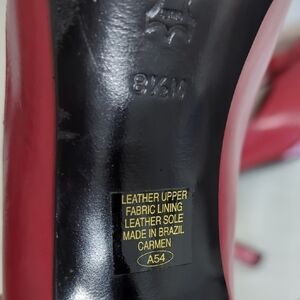 8½M
LEATHER UPPER
FABRIC LINING
LEATHER SOLE
MADE IN BRAZIL
CARMEN
A54